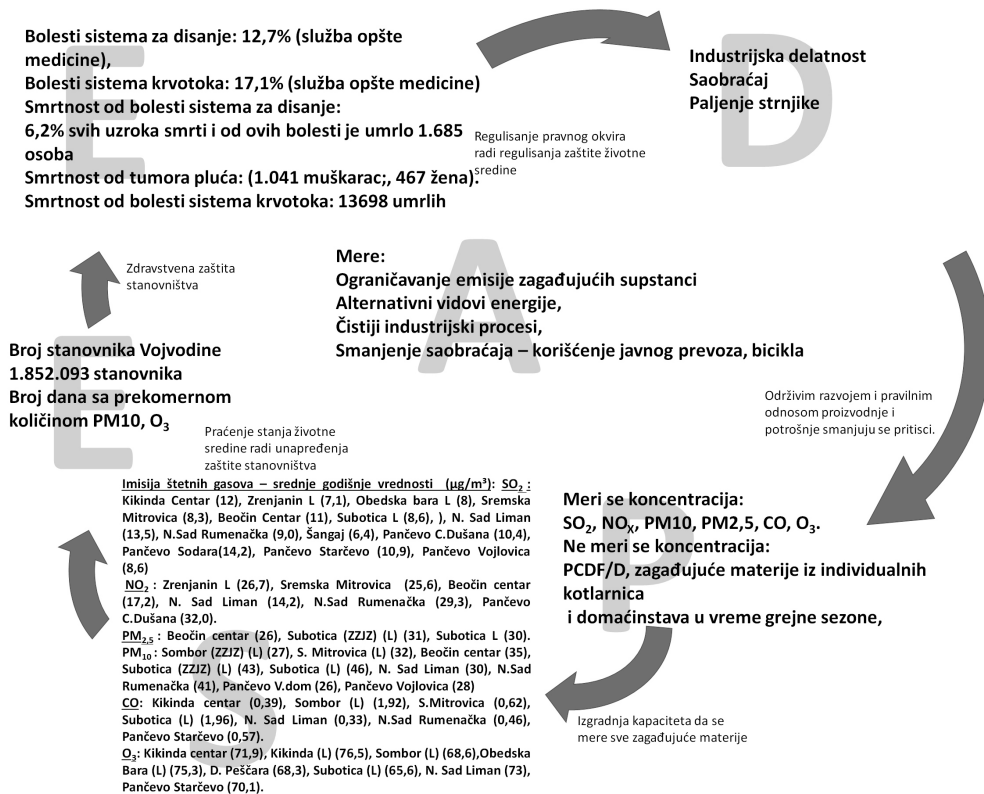 Bolesti sistema za disanje: 12,7% (služba opšte
medicine),
Bolesti sistema krvotoka: 17,1% (služba opšte medicine)
Smrtnost od bolesti sistema za disanje:
6,2% svih uzroka smrti i od ovih bolesti je umrlo 1.685
osoba
Smrtnost od tumora pluća: (1.041 muškarac;, 467 žena).
Smrtnost od bolesti sistema krvotoka: 13698 umrlih
E
Regulisanje pravnog okvira
radi regulisanja zaštite životne
sredine
Industrijska delatnost
Saobraćaj
Paljenje strnjike
D
Zdravstvena zaštita
stanovništva
Mere:
Ograničavanje emisije zagađujućih supstanci
Alternativni vidovi energije,
Čistiji industrijski procesi,
Smanjenje saobraćaja – korišćenje javnog prevoza, bicikla
A
Broj stanovnika Vojvodine
1.852.093 stanovnika
Broj dana sa prekomernom
količinom PM10, O₃
E
Održivim razvojem i pravilnim
odnosom proizvodnje i
potrošnje smanjuju se pritisci.
Praćenje stanja životne
sredine radi unapređenja
zaštite stanovništva
Imisija štetnih gasova – srednje godišnje vrednosti (µg/m³): SO₂ :
Kikinda Centar (12), Zrenjanin L (7,1), Obedska bara L (8), Sremska
Mitrovica (8,3), Beočin Centar (11), Subotica L (8,6), ), N. Sad Liman
(13,5), N.Sad Rumenačka (9,0), Šangaj (6,4), Pančevo C.Dušana (10,4),
Pančevo Sodara(14,2), Pančevo Starčevo (10,9), Pančevo Vojlovica
(8,6)
NO₂ : Zrenjanin L (26,7), Sremska Mitrovica (25,6), Beočin centar
(17,2), N. Sad Liman (14,2), N.Sad Rumenačka (29,3), Pančevo
C.Dušana (32,0).
PM₂,₅ : Beočin centar (26), Subotica (ZZJZ) (L) (31), Subotica L (30).
PM₁₀ : Sombor (ZZJZ) (L) (27), S. Mitrovica (L) (32), Beočin centar (35),
Subotica (ZZJZ) (L) (43), Subotica (L) (46), N. Sad Liman (30), N.Sad
Rumenačka (41), Pančevo V.dom (26), Pančevo Vojlovica (28)
CO: Kikinda centar (0,39), Sombor (L) (1,92), S.Mitrovica (0,62),
Subotica (L) (1,96), N. Sad Liman (0,33), N.Sad Rumenačka (0,46),
Pančevo Starčevo (0,57).
O₃: Kikinda centar (71,9), Kikinda (L) (76,5), Sombor (L) (68,6),Obedska
Bara (L) (75,3), D. Peščara (68,3), Subotica (L) (65,6), N. Sad Liman (73),
Pančevo Starčevo (70,1).
S
Meri se koncentracija:
SO₂, NOₓ, PM10, PM2,5, CO, O₃.
Ne meri se koncentracija:
PCDF/D, zagađujuće materije iz individualnih
kotlarnica
i domaćinstava u vreme grejne sezone,
P
Izgradnja kapaciteta da se
mere sve zagađujuće materije